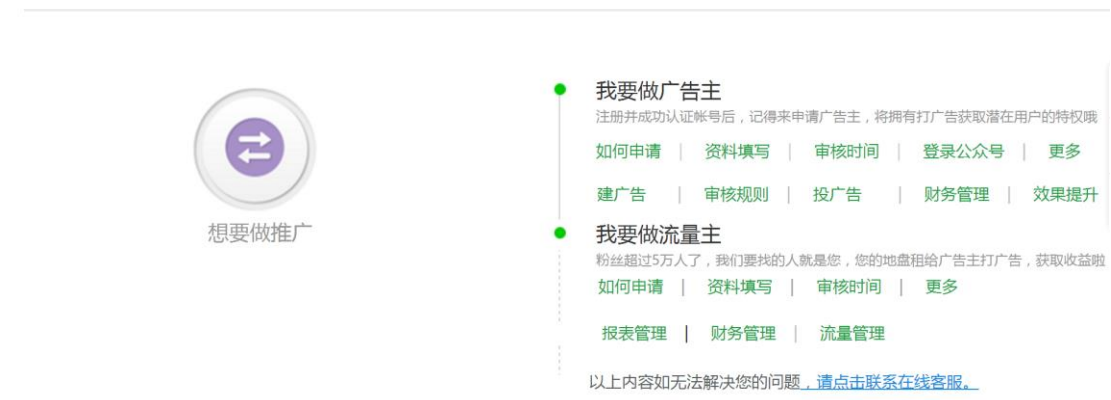 想要做推广
我要做广告主
注册并成功认证帐号后，记得来申请广告主，将拥有打广告获取潜在用户的特权哦
如何申请 | 资料填写 | 审核时间 | 登录公众号 | 更多
建广告 | 审核规则 | 投广告 | 财务管理 | 效果提升
我要做流量主
粉丝超过5万人了，我们要找的人就是您，您的地盘租给广告主打广告，获取收益啦
如何申请 | 资料填写 | 审核时间 | 更多
报表管理 | 财务管理 | 流量管理
以上内容如无法解决您的问题，请点击联系在线客服。